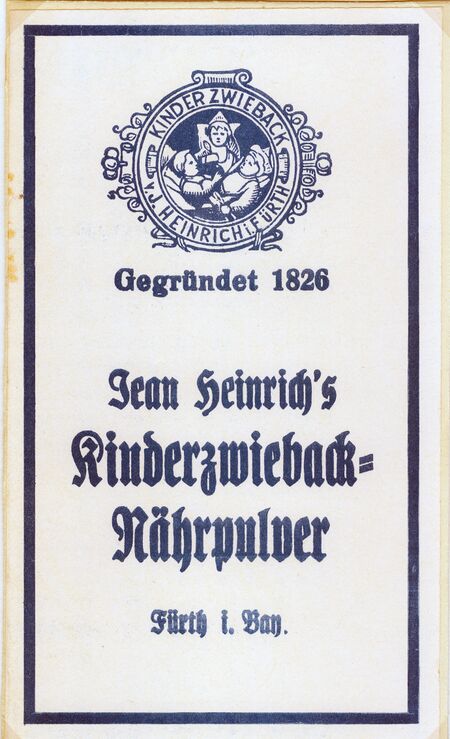 KINDER ZWIEBACK
v. J. HEINRICH i FÜRTH
Gegründet 1826
Jean Heinrich's
Kinderzwieback=
Nährpulver
Fürth i. Bay.